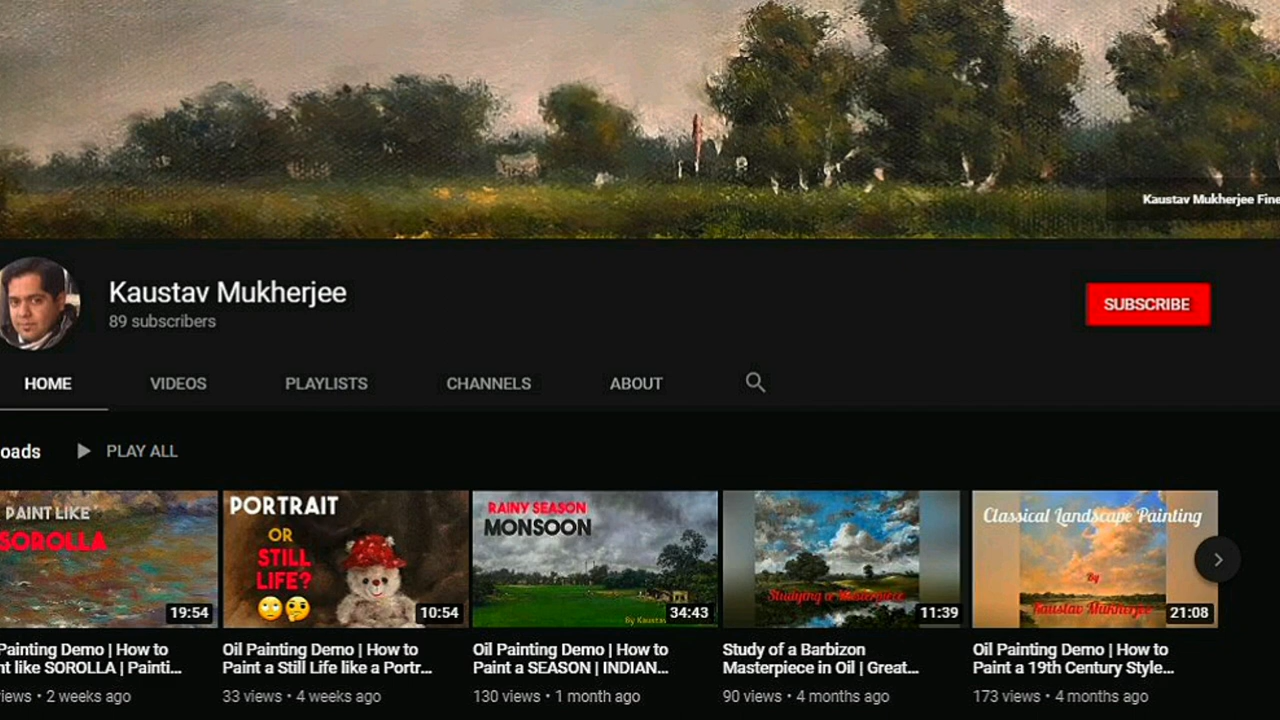 Kaustav Mukherjee Fine
Kaustav Mukherjee
89 subscribers
SUBSCRIBE
HOME VIDEOS PLAYLISTS CHANNELS ABOUT
oads PLAY ALL
PAINT LIKE
SOROLLA
19:54
PORTRAIT
OR
STILL
LIFE?
10:54
RAINY SEASON
MONSOON
By Kausta
34:43
Studying a Masterpiece
11:39
Classical Landscape Painting
By
Kaustav Mukherjee
21:08
Painting Demo | How to
nt like SOROLLA | Painti...
iews • 2 weeks ago
Oil Painting Demo | How to
Paint a Still Life like a Portr...
33 views • 4 weeks ago
Oil Painting Demo | How to
Paint a SEASON | INDIAN...
130 views • 1 month ago
Study of a Barbizon
Masterpiece in Oil | Great...
90 views • 4 months ago
Oil Painting Demo | How to
Paint a 19th Century Style...
173 views • 4 months ago